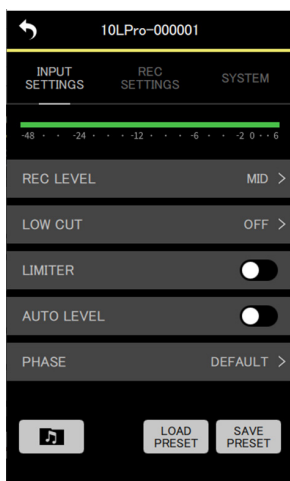 10LPro-000001
INPUT SETTINGS REC SETTINGS SYSTEM
-48 · · -24 · · · -12 · · · -6 · · -2 0 · · 6
REC LEVEL MID >
LOW CUT OFF >
LIMITER
AUTO LEVEL
PHASE DEFAULT >
LOAD PRESET SAVE PRESET